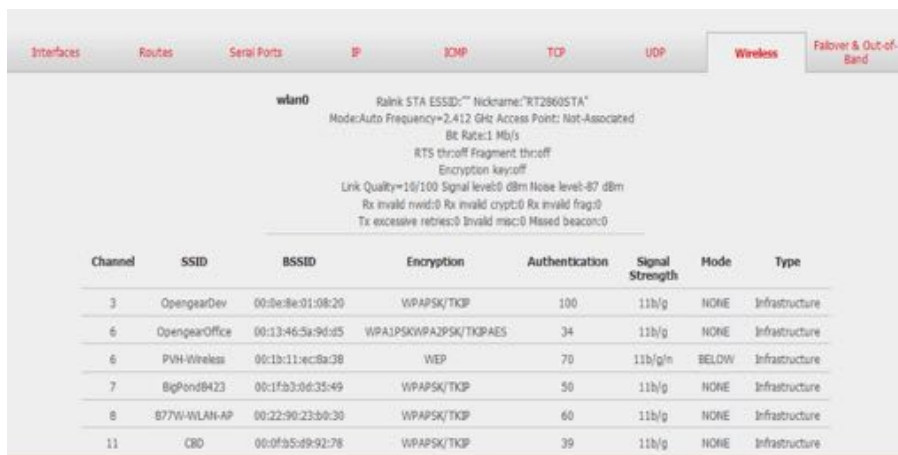 Interfaces Routes Serial Ports IP ICMP TCP UDP Wireless Failover & Out-of-Band
wlan0 Ralink STA ESSID:"" Nickname:"RT2860STA"
Mode:Auto Frequency=2.412 GHz Access Point: Not-Associated
Bit Rate:1 Mb/s
RTS thr:off Fragment thr:off
Encryption key:off
Link Quality=10/100 Signal level:0 dBm Noise level:-87 dBm
Rx invalid nwid:0 Rx invalid crypt:0 Rx invalid frag:0
Tx excessive retries:0 Invalid misc:0 Missed beacon:0
Channel SSID BSSID Encryption Authentication Signal Strength Mode Type
3 OpengearDev 00:0e:8e:01:08:20 WPAPSK/TKIP 100 11b/g NONE Infrastructure
6 OpengearOffice 00:13:46:5a:9d:d5 WPA1PSKWPA2PSK/TKIPAES 34 11b/g NONE Infrastructure
6 PVH-Wireless 00:1b:11:ec:8a:38 WEP 70 11b/g/n BELOW Infrastructure
7 BigPond8423 00:1f:b3:0d:35:49 WPAPSK/TKIP 50 11b/g NONE Infrastructure
8 877W-WLAN-AP 00:22:90:23:b0:30 WPAPSK/TKIP 60 11b/g NONE Infrastructure
11 CBD 00:0f:b5:d9:92:78 WPAPSK/TKIP 39 11b/g NONE Infrastructure